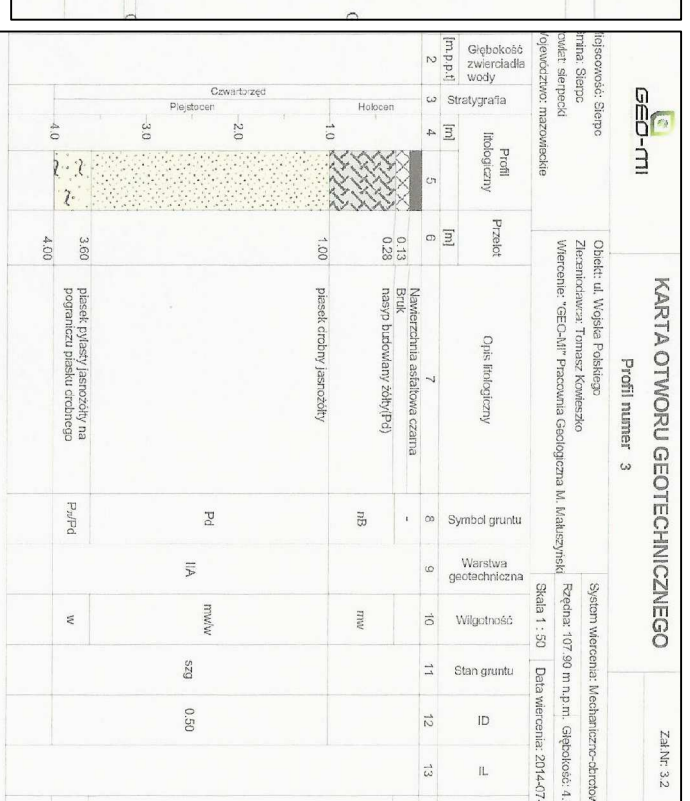 GEO-MI
KARTA OTWORU GEOTECHNICZNEGO
Profil numer 3
Zał.Nr: 3.2
Miejscowość: Sierpc
Gmina: Sierpc
Powiat: sierpecki
Województwo: mazowieckie
Obiekt: ul. Wojska Polskiego
Zleceniodawca: Tomasz Kowieszko
Wiercenie: "GEO-MI" Pracownia Geologiczna M. Matuszyński
System wiercenia: Mechaniczno-obrotow
Rzędna: 107.90 m n.p.m. Głębokość: 4.
Skala 1 : 50 Data wiercenia: 2014-07-
Głębokość zwierciadła wody
[m.p.p.t]
Stratygrafia
Profil litologiczny
[m]
Przelot
[m]
Opis litologiczny
Symbol gruntu
Warstwa geotechniczna
Wilgotność
Stan gruntu
ID
IL
2 3 4 5 6 7 8 9 10 11 12 13
Czwartorzęd
Holocen
Plejstocen
1.0
2.0
3.0
4.0
0.13
0.28
1.00
3.60
4.00
Nawierzchnia asfaltowa czarna
Bruk
nasyp budowlany żółty(Pd)
piasek drobny jasnożółty
piasek pylasty jasnożółty na
pograniczu piasku drobnego
-
nB
Pd
Pπ/Pd
IIA
mw
mw/w
w
szg
0.50